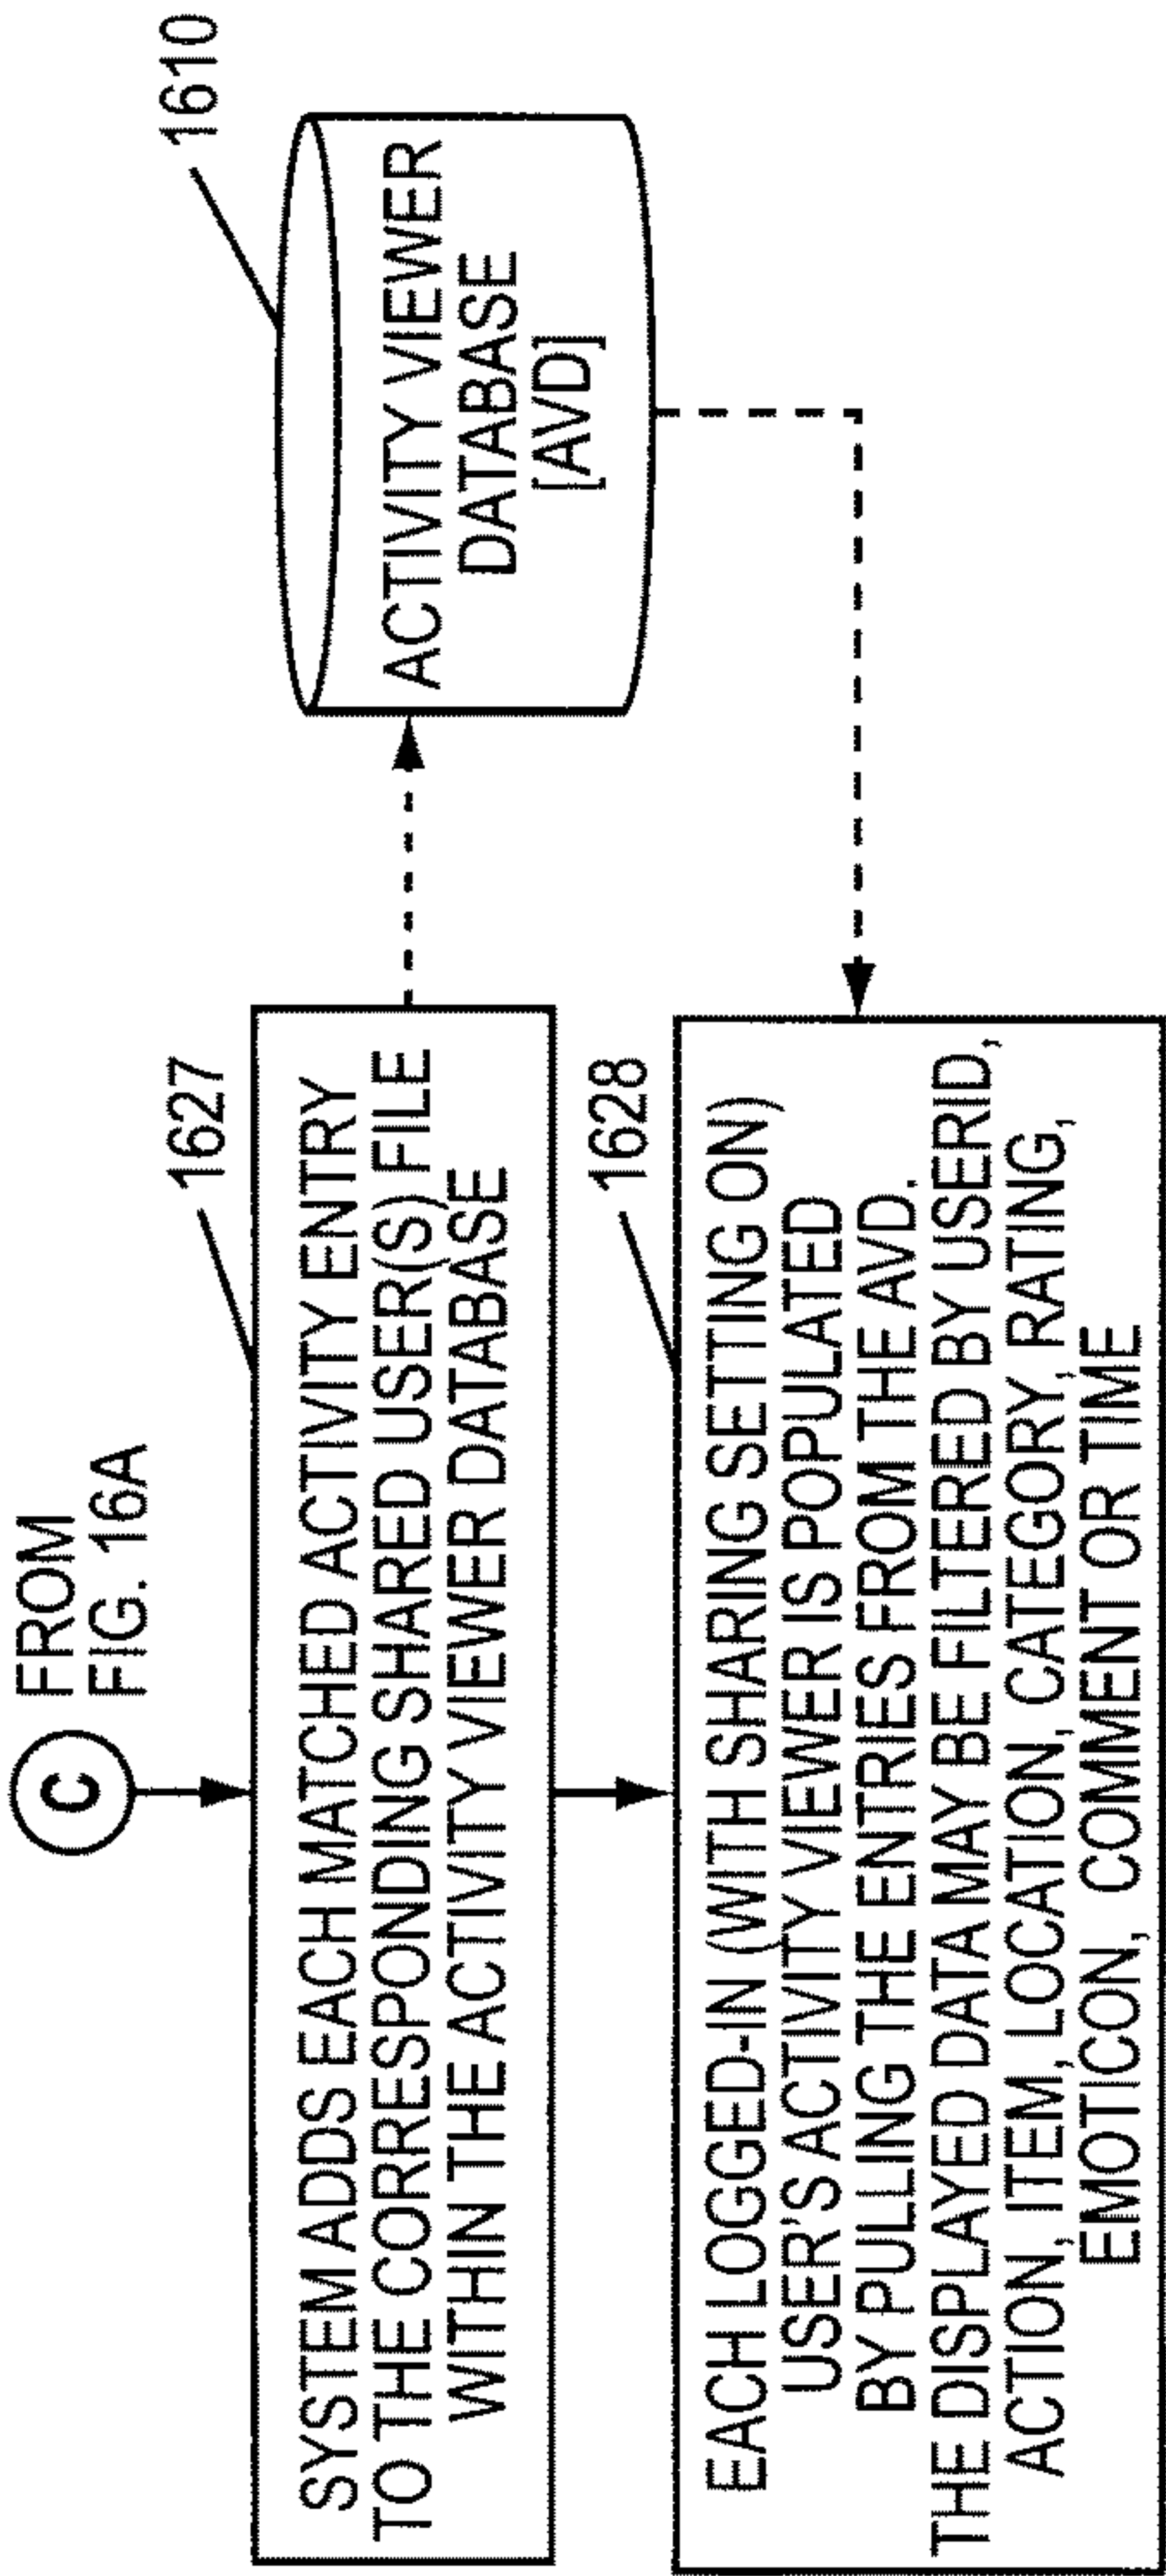 FROM
FIG. 16A
C
1627
SYSTEM ADDS EACH MATCHED ACTIVITY ENTRY
TO THE CORRESPONDING SHARED USER(S) FILE
WITHIN THE ACTIVITY VIEWER DATABASE
1610
ACTIVITY VIEWER
DATABASE
[AVD]
1628
EACH LOGGED-IN (WITH SHARING SETTING ON)
USER'S ACTIVITY VIEWER IS POPULATED
BY PULLING THE ENTRIES FROM THE AVD.
THE DISPLAYED DATA MAY BE FILTERED BY USERID,
ACTION, ITEM, LOCATION, CATEGORY, RATING,
EMOTICON, COMMENT OR TIME